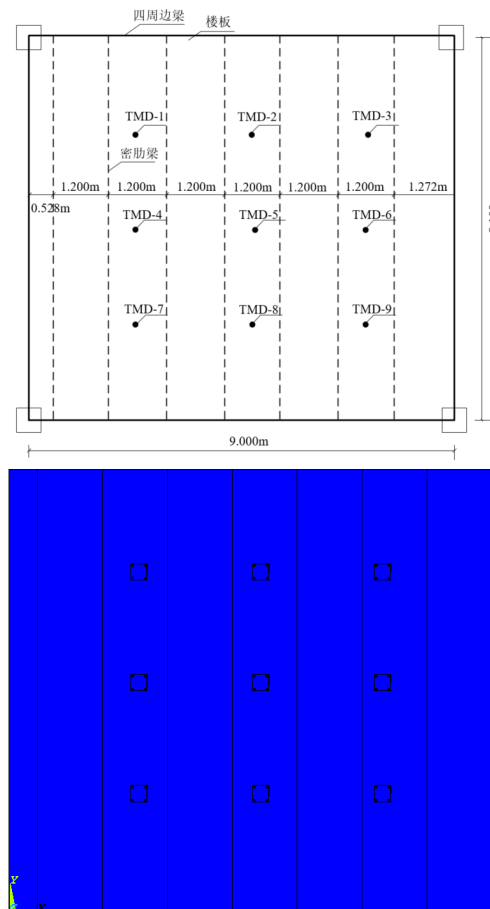 四周边梁
楼板
TMD-1 TMD-2 TMD-3
密肋梁
1.200m 1.200m 1.200m 1.200m 1.200m 1.200m 1.272m
0.528m
TMD-4 TMD-5 TMD-6
TMD-7 TMD-8 TMD-9
9.000m
Y
X